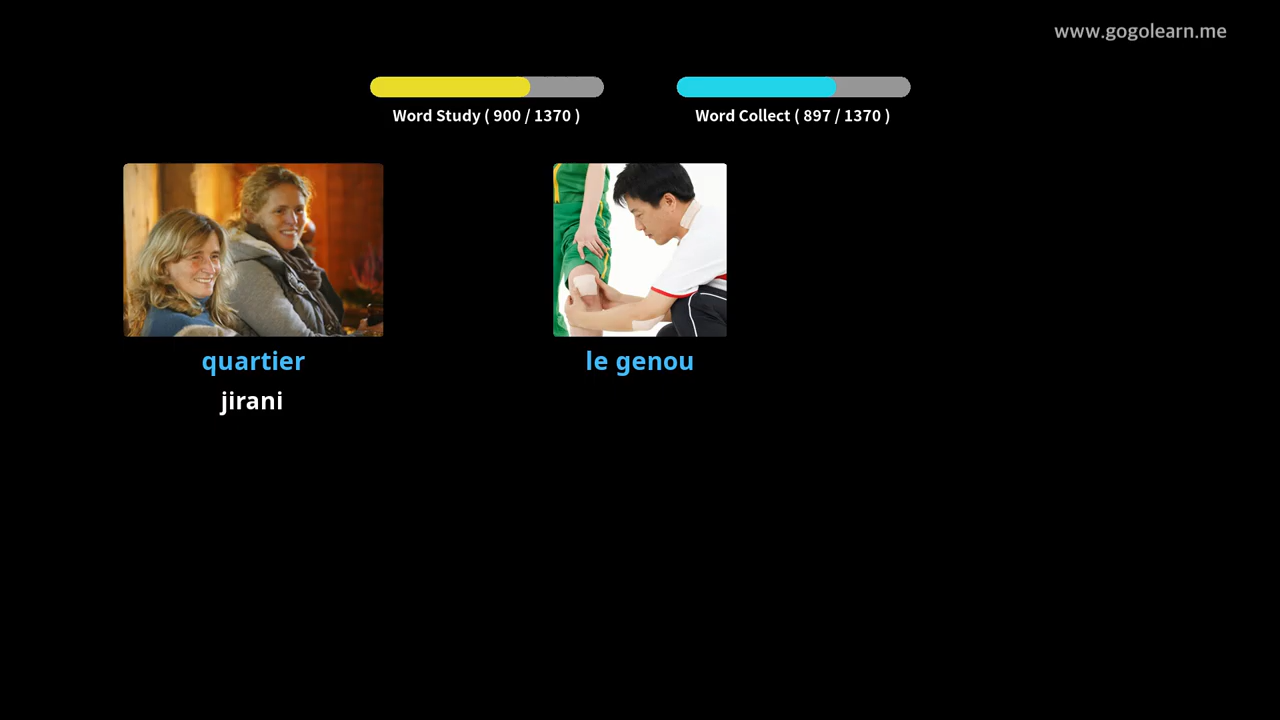 www.gogolearn.me
Word Study ( 900 / 1370 )
Word Collect ( 897 / 1370 )
quartier
jirani
le genou